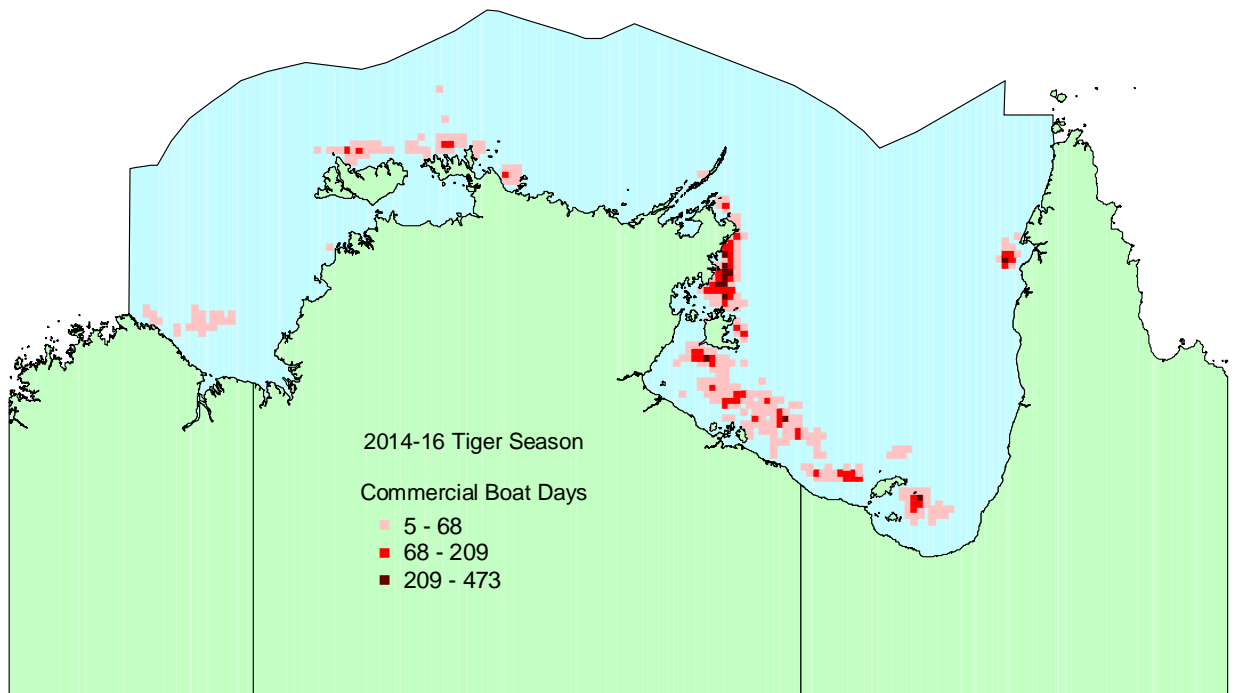 2014-16 Tiger Season
Commercial Boat Days
5 - 68
68 - 209
209 - 473